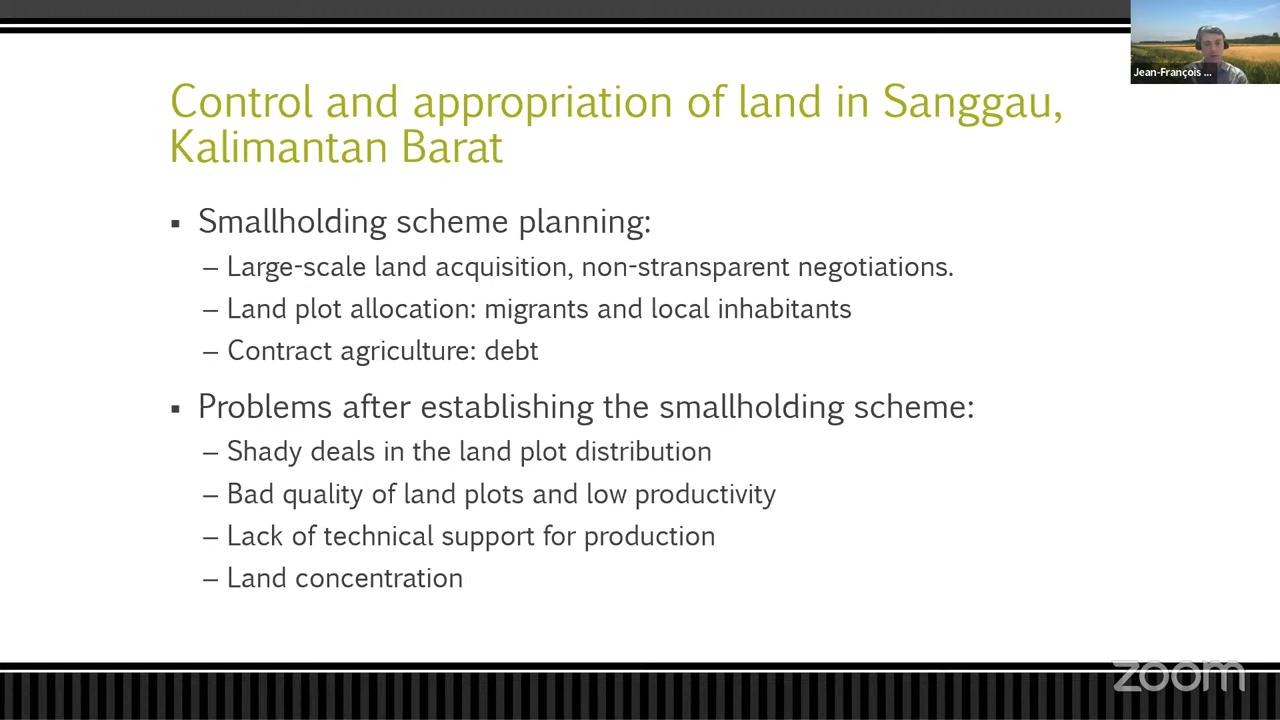 Jean-François ...
Control and appropriation of land in Sanggau,
Kalimantan Barat
▪ Smallholding scheme planning:
– Large-scale land acquisition, non-stransparent negotiations.
– Land plot allocation: migrants and local inhabitants
– Contract agriculture: debt
▪ Problems after establishing the smallholding scheme:
– Shady deals in the land plot distribution
– Bad quality of land plots and low productivity
– Lack of technical support for production
– Land concentration
zoom